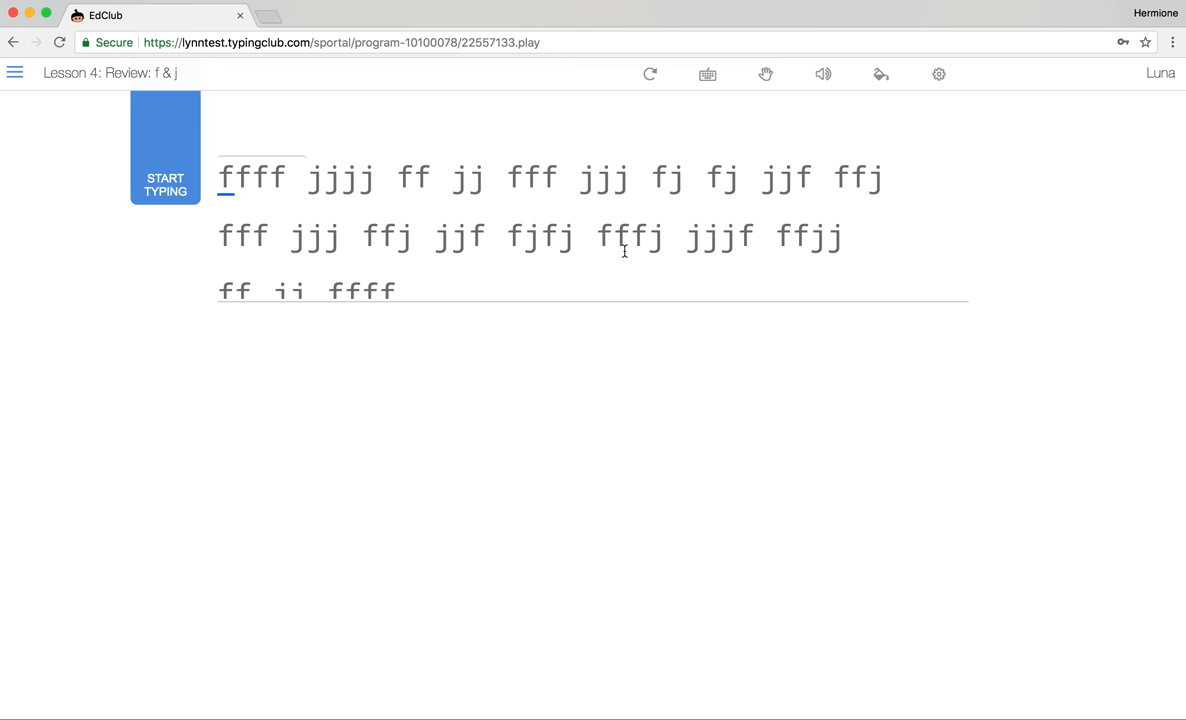 EdClub
Hermione
Secure https://lynntest.typingclub.com/sportal/program-10100078/22557133.play
Lesson 4: Review: f & j
Luna
START
TYPING
ffff jjjj ff jj fff jjj fj fj jjf ffj
fff jjj ffj jjf fjfj fffj jjjf ffjj
ff jj ffff